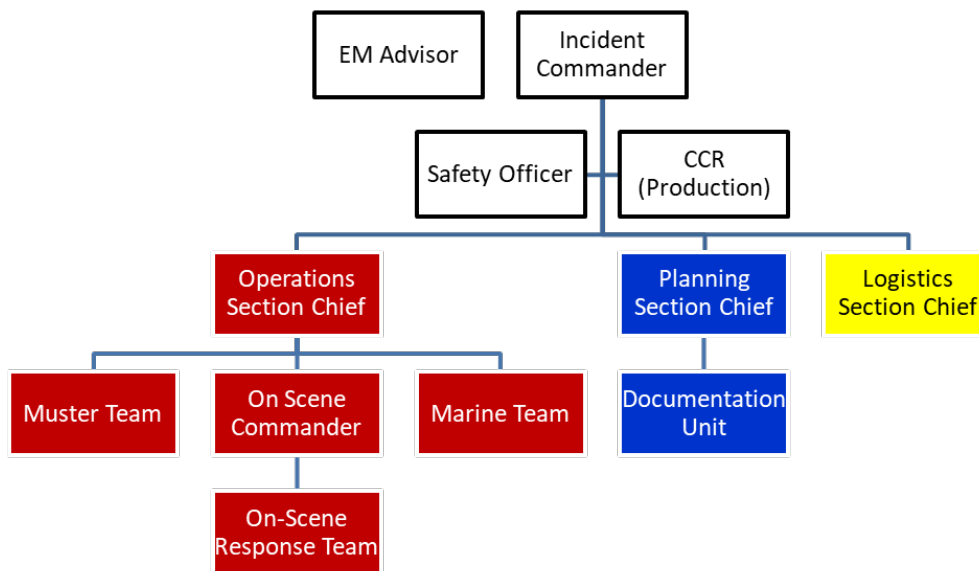 EM Advisor
Incident
Commander
Safety Officer
CCR
(Production)
Operations
Section Chief
Planning
Section Chief
Logistics
Section Chief
Muster Team
On Scene
Commander
Marine Team
Documentation
Unit
On-Scene
Response Team